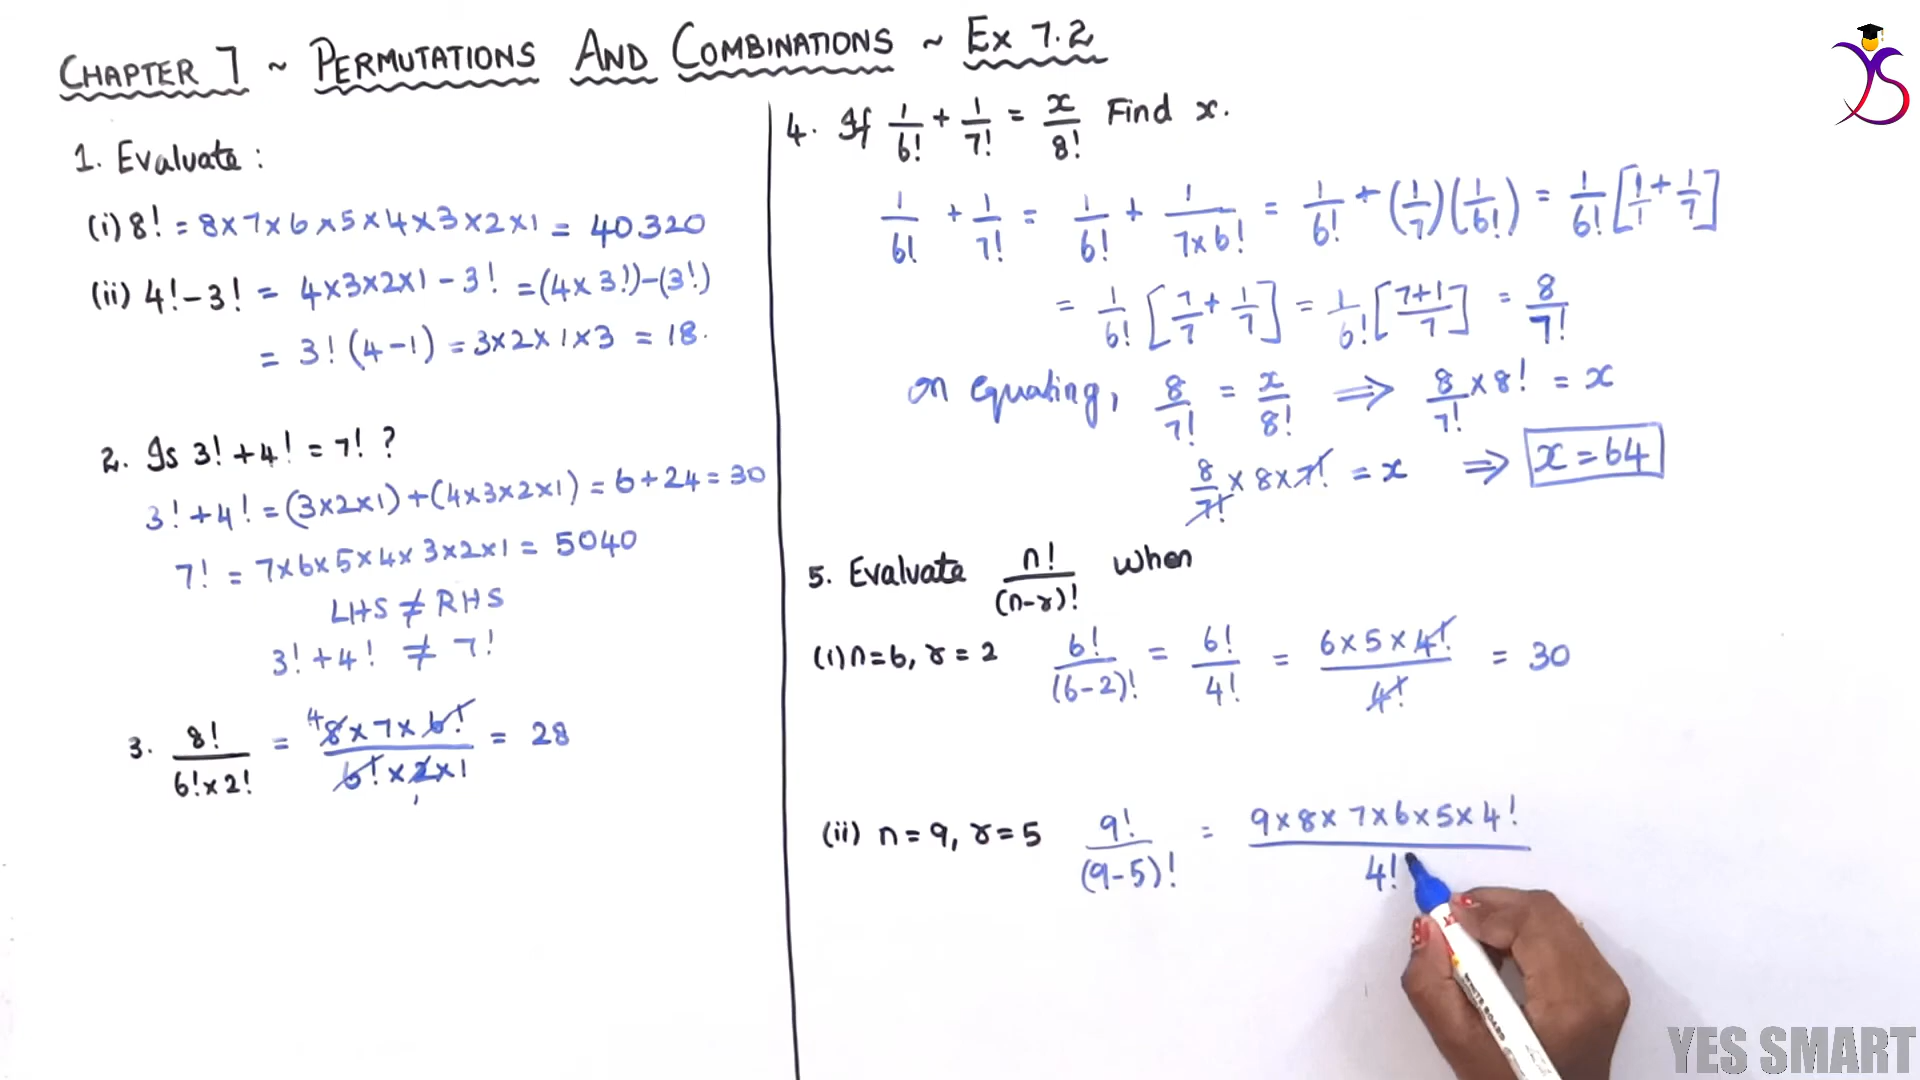 CHAPTER 7 ~ PERMUTATIONS AND COMBINATIONS ~ Ex 7.2
1. Evaluate :
(i) 8! = 8×7×6×5×4×3×2×1 = 40320
(ii) 4! - 3! = 4×3×2×1 - 3! = (4×3!) - (3!)
= 3! (4-1) = 3×2×1×3 = 18.
2. Is 3! + 4! = 7! ?
3! + 4! = (3×2×1) + (4×3×2×1) = 6 + 24 = 30
7! = 7×6×5×4×3×2×1 = 5040
LHS ≠ RHS
3! + 4! ≠ 7!
3. 8!/(6!×2!) = (4 8×7×6!)/(6!×2×1) = 28
4. If 1/6! + 1/7! = x/8! Find x.
1/6! + 1/7! = 1/6! + 1/(7×6!) = 1/6! + (1/7)(1/6!) = 1/6! [1/1 + 1/7]
= 1/6! [7/7 + 1/7] = 1/6! [(7+1)/7] = 8/7!
On equating, 8/7! = x/8! ⇒ 8/7! × 8! = x
8/7! × 8 × 7! = x ⇒ x = 64
5. Evaluate n!/(n-r)! when
(i) n=6, r=2 6!/(6-2)! = 6!/4! = (6×5×4!)/4! = 30
(ii) n=9, r=5 9!/(9-5)! = (9×8×7×6×5×4!)/4!
WHITE BOARD
YS
YES SMART